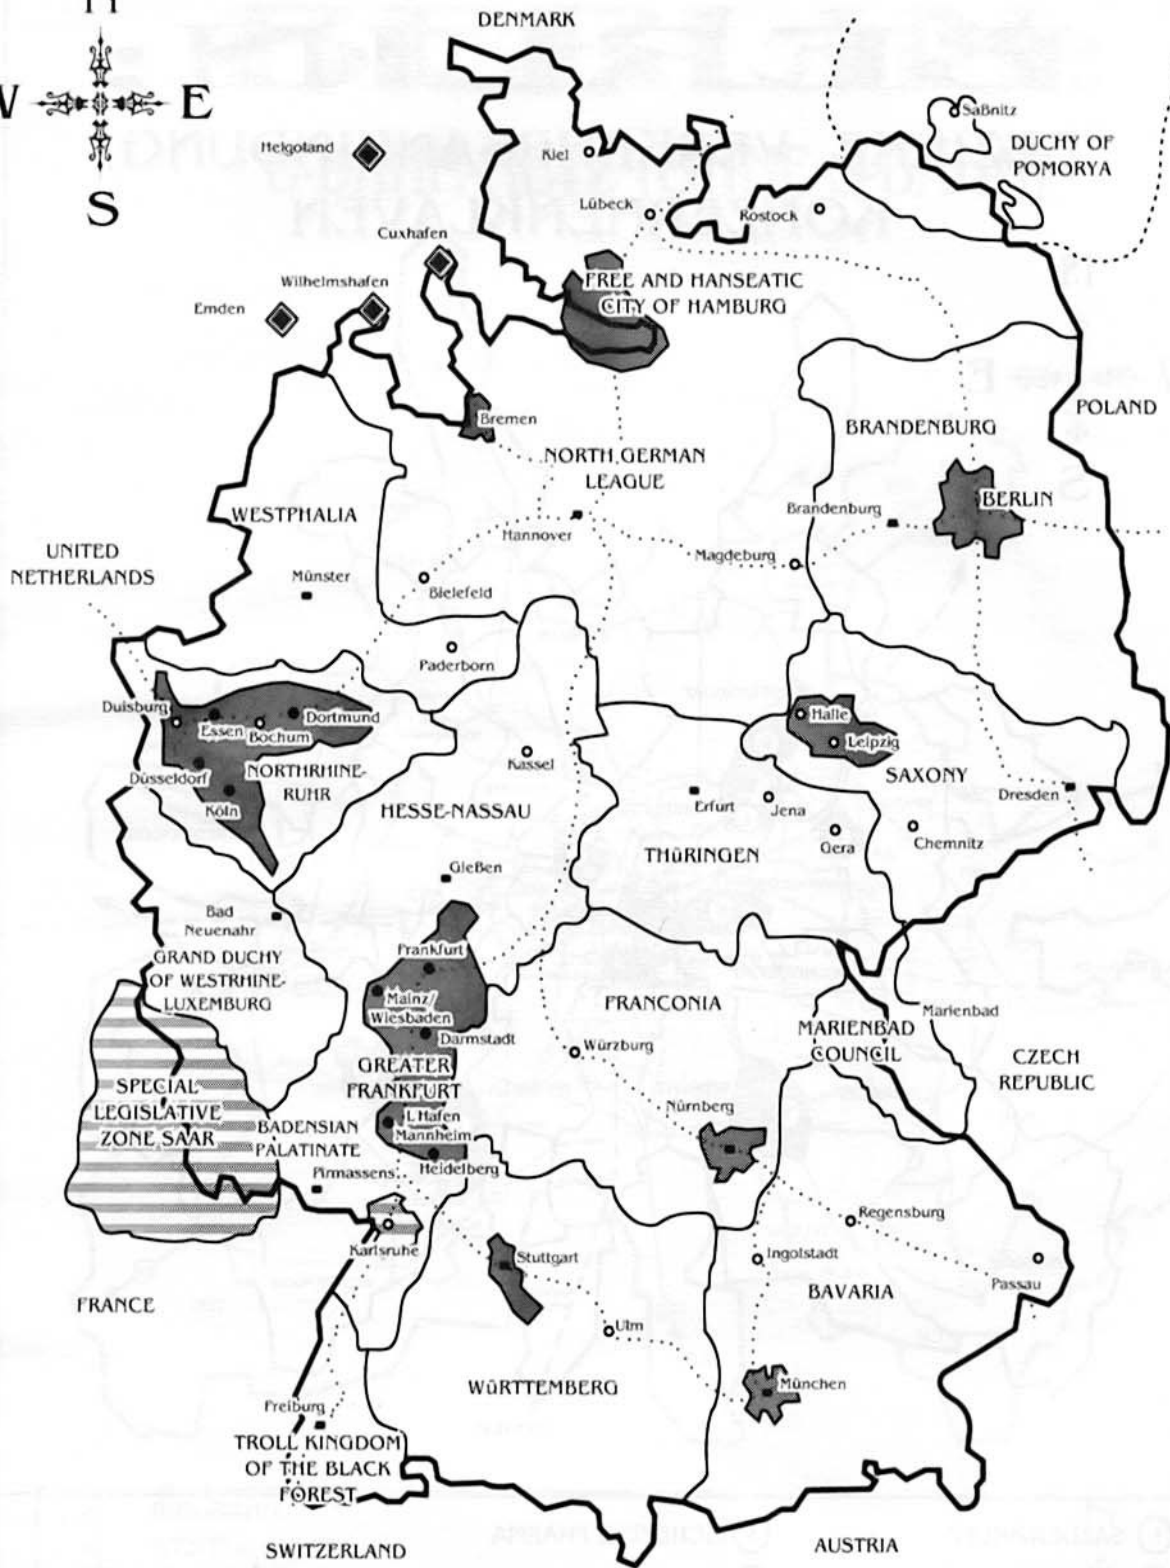 N
W E
S
DENMARK
Saßnitz
DUCHY OF
POMORYA
Helgoland
Kiel
Lübeck
Rostock
Cuxhafen
Wilhelmshafen
FREE AND HANSEATIC
CITY OF HAMBURG
Emden
Bremen
POLAND
BRANDENBURG
NORTH GERMAN
LEAGUE
BERLIN
WESTPHALIA
Brandenburg
Hannover
UNITED
NETHERLANDS
Magdeburg
Münster
Bielefeld
Paderborn
Duisburg
Essen
Bochum
Dortmund
Halle
Leipzig
Düsseldorf
NORTHRHINE-
RUHR
Kassel
SAXONY
Köln
HESSE-NASSAU
Erfurt
Jena
Dresden
Gera
Chemnitz
THüRINGEN
Gießen
Bad
Neuenahr
Frankfurt
GRAND DUCHY
OF WESTRHINE-
LUXEMBURG
Mainz/
Wiesbaden
FRANCONIA
Marienbad
MARIENBAD
COUNCIL
Darmstadt
Würzburg
CZECH
REPUBLIC
GREATER
FRANKFURT
SPECIAL
LEGISLATIVE
ZONE SAAR
L'Hafen
Mannheim
Nürnberg
BADENSIAN
PALATINATE
Heidelberg
Pirmassens
Karlsruhe
Regensburg
Stuttgart
Ingolstadt
Passau
FRANCE
BAVARIA
Ulm
WüRTTEMBERG
München
Freiburg
TROLL KINGDOM
OF THE BLACK
FOREST
SWITZERLAND
AUSTRIA